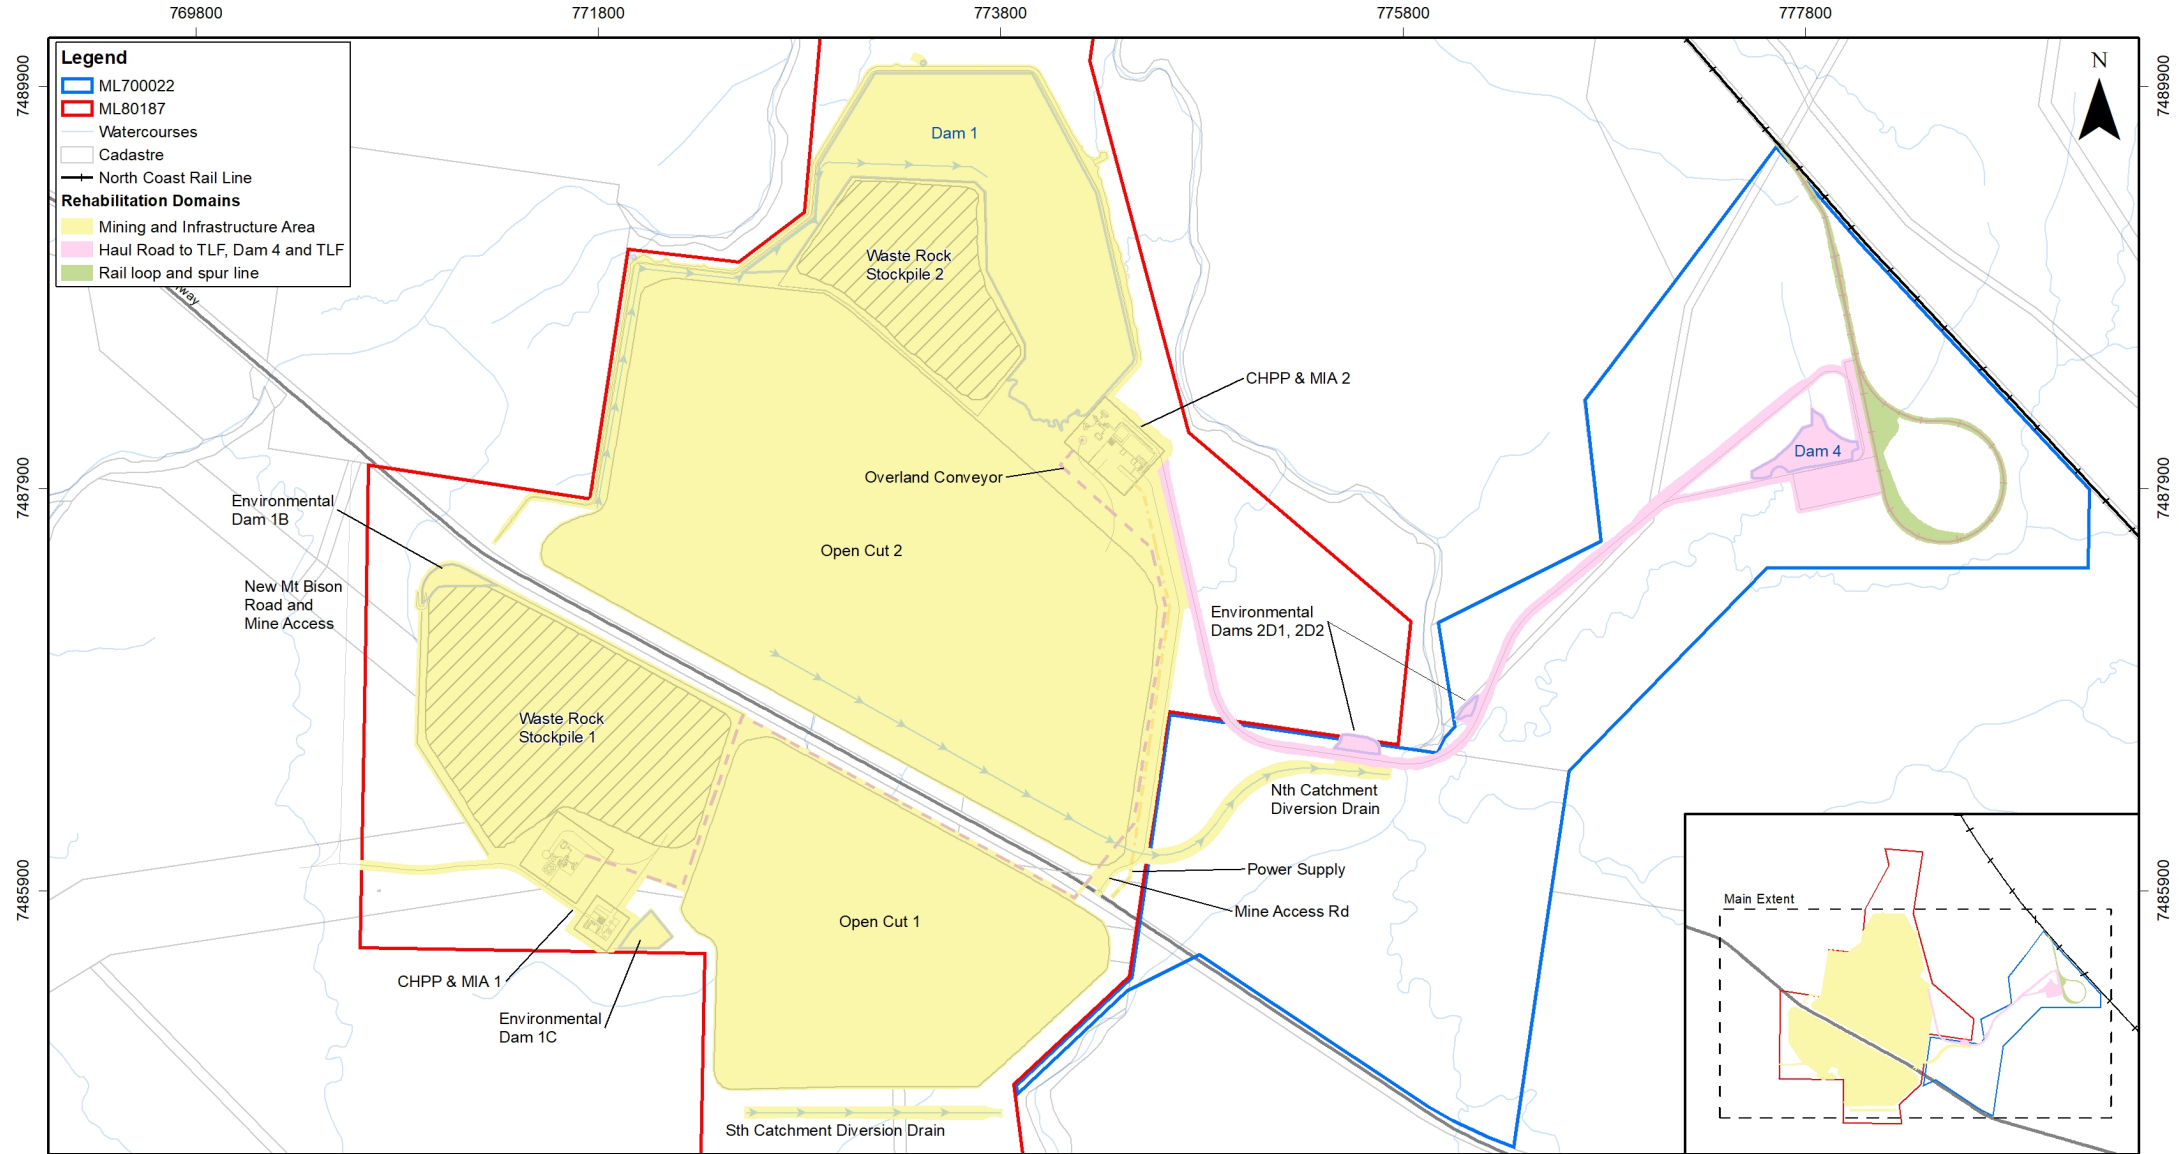 769800
771800
773800
775800
777800
7489900
7489900
Legend
ML700022
ML80187
Watercourses
Cadastre
North Coast Rail Line
Rehabilitation Domains
Mining and Infrastructure Area
Haul Road to TLF, Dam 4 and TLF
Rail loop and spur line
N
Dam 1
Waste Rock
Stockpile 2
CHPP & MIA 2
Overland Conveyor
Dam 4
7487900
7487900
Environmental
Dam 1B
Open Cut 2
New Mt Bison
Road and
Mine Access
Environmental
Dams 2D1, 2D2
Waste Rock
Stockpile 1
Nth Catchment
Diversion Drain
Power Supply
Mine Access Rd
7485900
7485900
Open Cut 1
CHPP & MIA 1
Environmental
Dam 1C
Sth Catchment Diversion Drain
Main Extent